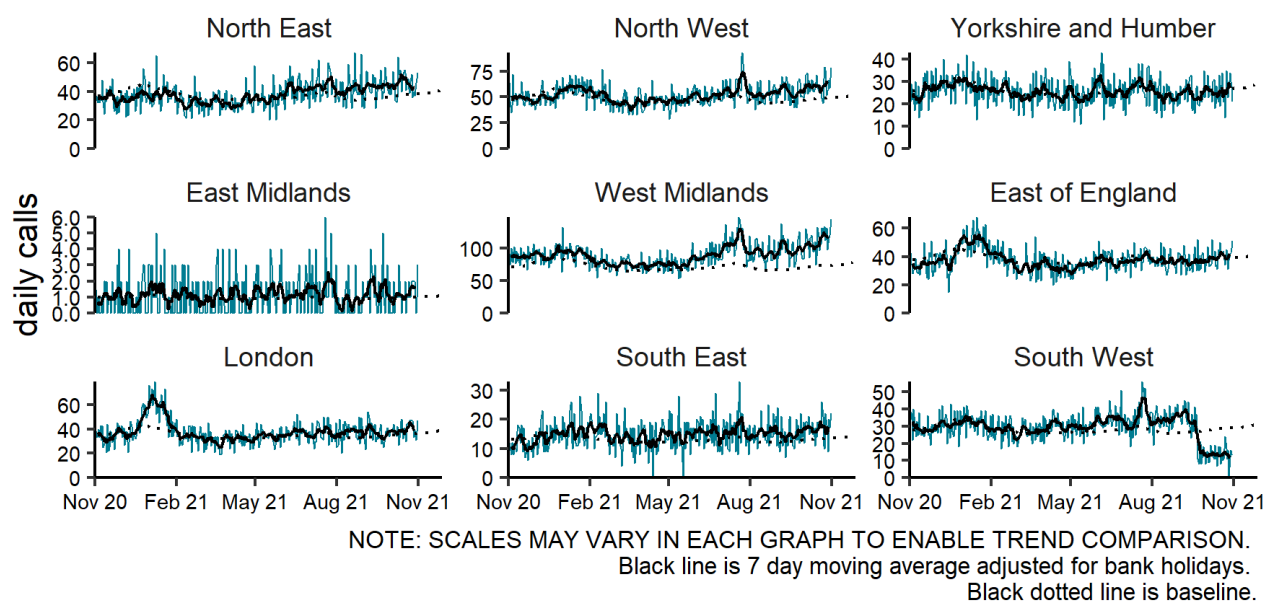 North East
North West
Yorkshire and Humber
60
40
20
0
75
50
25
0
40
30
20
10
0
daily calls
East Midlands
West Midlands
East of England
6.0
5.0
4.0
3.0
2.0
1.0
0.0
100
50
0
60
40
20
0
London
South East
South West
60
40
20
0
30
20
10
0
50
40
30
20
10
0
Nov 20 Feb 21 May 21 Aug 21 Nov 21
Nov 20 Feb 21 May 21 Aug 21 Nov 21
Nov 20 Feb 21 May 21 Aug 21 Nov 21
NOTE: SCALES MAY VARY IN EACH GRAPH TO ENABLE TREND COMPARISON.
Black line is 7 day moving average adjusted for bank holidays.
Black dotted line is baseline.